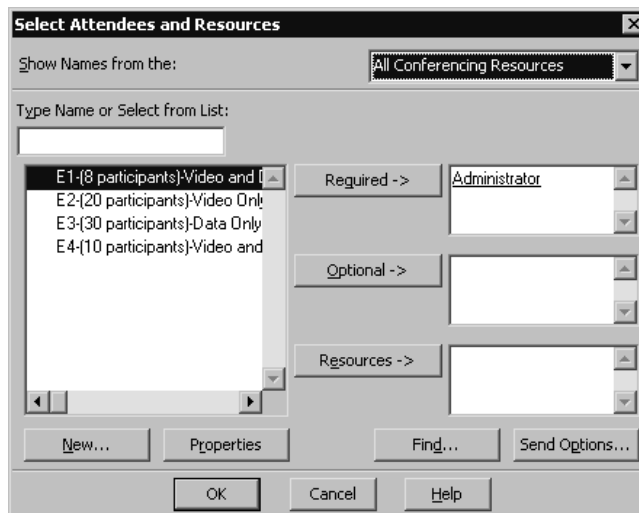 Select Attendees and Resources
Show Names from the:
All Conferencing Resources
Type Name or Select from List:
E1-(8 participants)-Video and
E2-(20 participants)-Video Only
E3-(30 participants)-Data Only
E4-(10 participants)-Video and
Required ->
Administrator
Optional ->
Resources ->
New...
Properties
Find...
Send Options...
OK
Cancel
Help